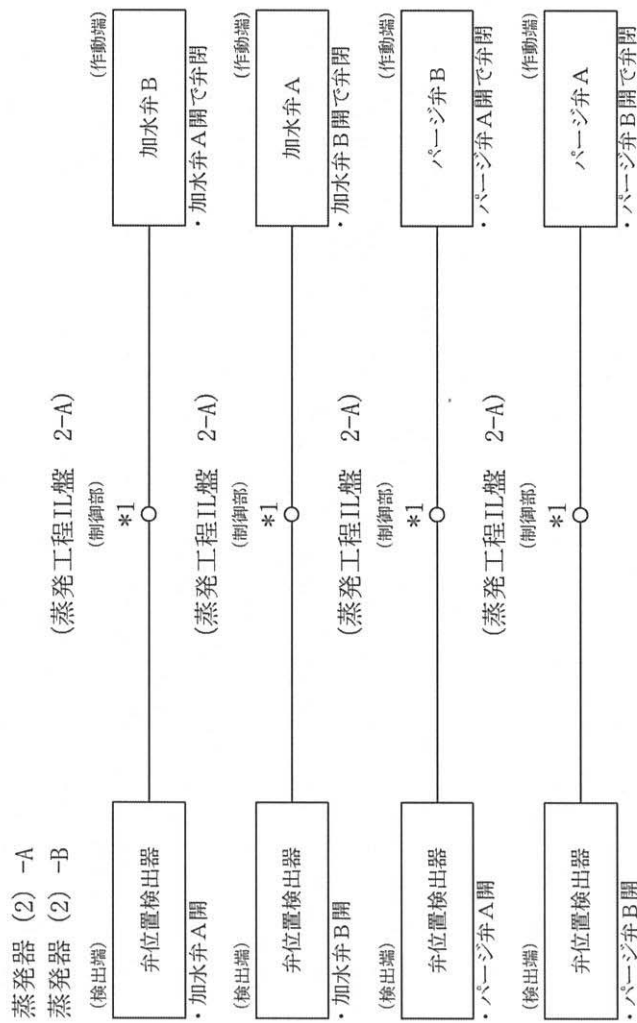 蒸発器 (2) -A
蒸発器 (2) -B
(検出端)
弁位置検出器
・加水弁A開
(蒸発工程IL盤 2-A)
(制御部)
*1
(作動端)
加水弁B
・加水弁A開で弁閉
(検出端)
弁位置検出器
・加水弁B開
(蒸発工程IL盤 2-A)
(制御部)
*1
(作動端)
加水弁A
・加水弁B開で弁閉
(検出端)
弁位置検出器
・パージ弁A開
(蒸発工程IL盤 2-A)
(制御部)
*1
(作動端)
パージ弁B
・パージ弁A開で弁閉
(検出端)
弁位置検出器
・パージ弁B開
(蒸発工程IL盤 2-A)
(制御部)
*1
(作動端)
パージ弁A
・パージ弁B開で弁閉